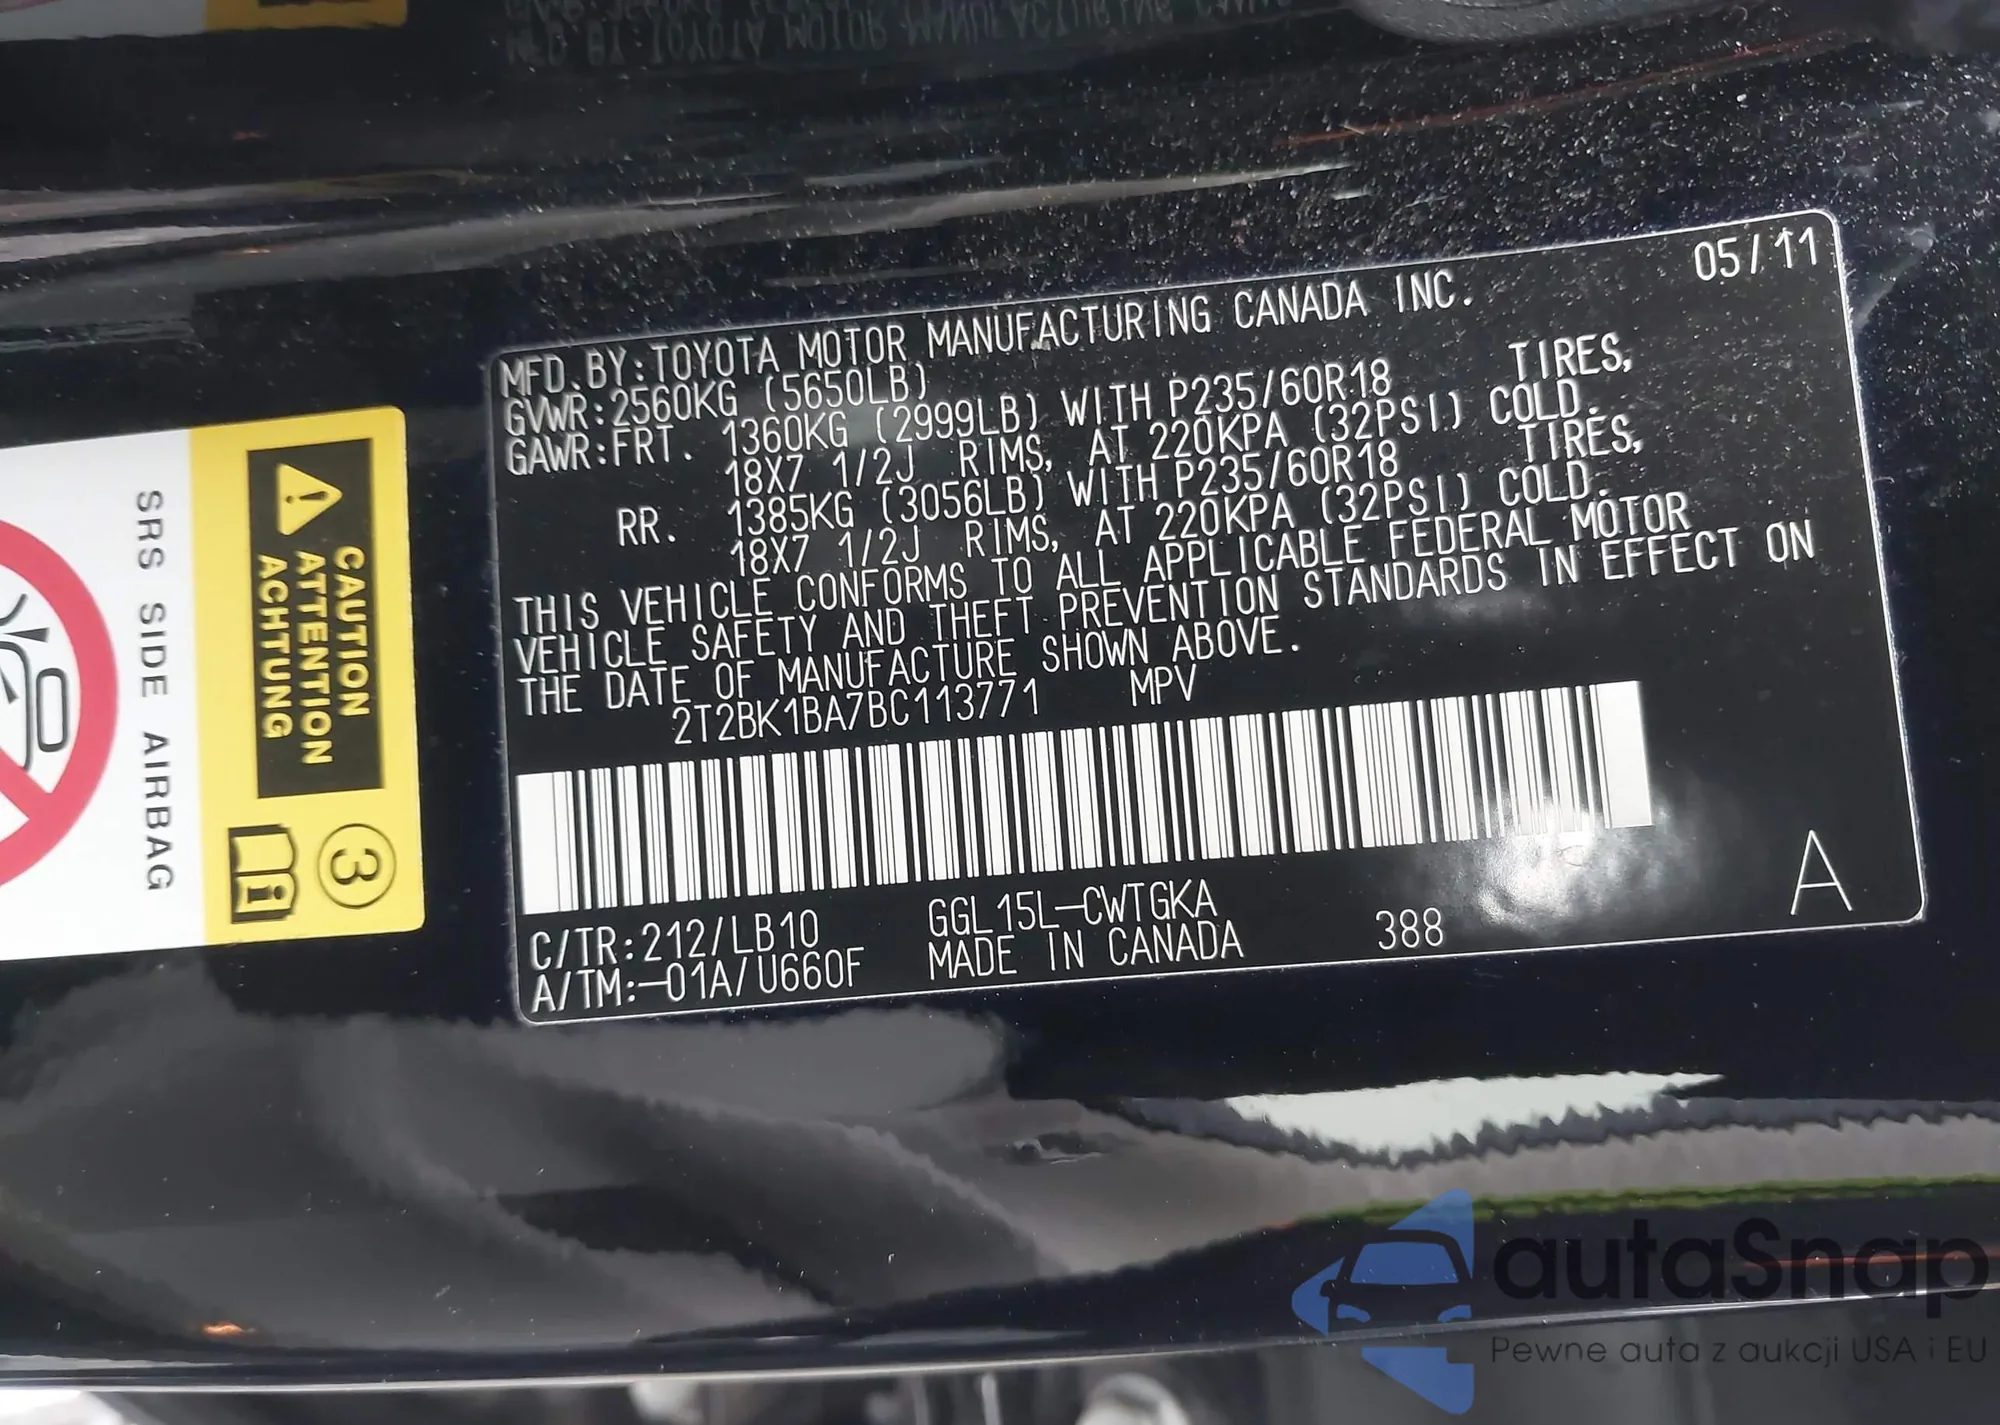 05/11
MFD.BY:TOYOTA MOTOR MANUFACTURING CANADA INC.
GVWR:2560KG (5650LB)
GAWR:FRT. 1360KG (2999LB) WITH P235/60R18 TIRES,
18X7 1/2J RIMS, AT 220KPA (32PSI) COLD.
RR. 1385KG (3056LB) WITH P235/60R18 TIRES,
18X7 1/2J RIMS, AT 220KPA (32PSI) COLD.
THIS VEHICLE CONFORMS TO ALL APPLICABLE FEDERAL MOTOR
VEHICLE SAFETY AND THEFT PREVENTION STANDARDS IN EFFECT ON
THE DATE OF MANUFACTURE SHOWN ABOVE.
2T2BK1BA7BC113771 MPV
C/TR:212/LB10 GGL15L-CWTGKA
A/TM:-01A/U660F MADE IN CANADA 388
A
SRS SIDE AIRBAG
CAUTION
ATTENTION
ACHTUNG
3
i
autaSnap
Pewne auta z aukcji USA i EU